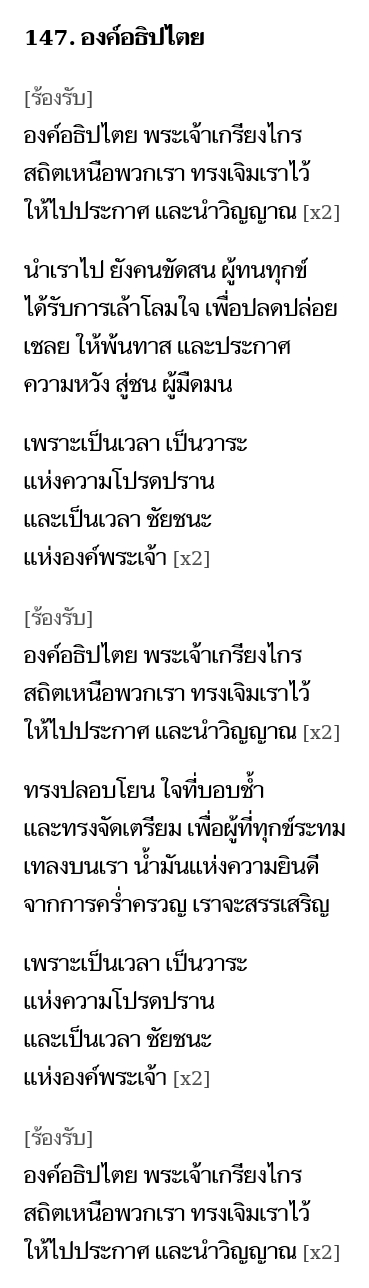 147. องค์อธิปไตย
[ร้องรับ]
องค์อธิปไตย พระเจ้าเกรียงไกร
สถิตเหนือพวกเรา ทรงเจิมเราไว้
ให้ไปประกาศ และนำวิญญาณ [x2]
นำเราไป ยังคนขัดสน ผู้ทนทุกข์
ได้รับการเล้าโลมใจ เพื่อปลดปล่อย
เชลย ให้พ้นทาส และประกาศ
ความหวัง สู่ชน ผู้มืดมน
เพราะเป็นเวลา เป็นวาระ
แห่งความโปรดปราน
และเป็นเวลา ชัยชนะ
แห่งองค์พระเจ้า [x2]
[ร้องรับ]
องค์อธิปไตย พระเจ้าเกรียงไกร
สถิตเหนือพวกเรา ทรงเจิมเราไว้
ให้ไปประกาศ และนำวิญญาณ [x2]
ทรงปลอบโยน ใจที่บอบช้ำ
และทรงจัดเตรียม เพื่อผู้ที่ทุกข์ระทม
เทลงบนเรา น้ำมันแห่งความยินดี
จากการคร่ำครวญ เราจะสรรเสริญ
เพราะเป็นเวลา เป็นวาระ
แห่งความโปรดปราน
และเป็นเวลา ชัยชนะ
แห่งองค์พระเจ้า [x2]
[ร้องรับ]
องค์อธิปไตย พระเจ้าเกรียงไกร
สถิตเหนือพวกเรา ทรงเจิมเราไว้
ให้ไปประกาศ และนำวิญญาณ [x2]